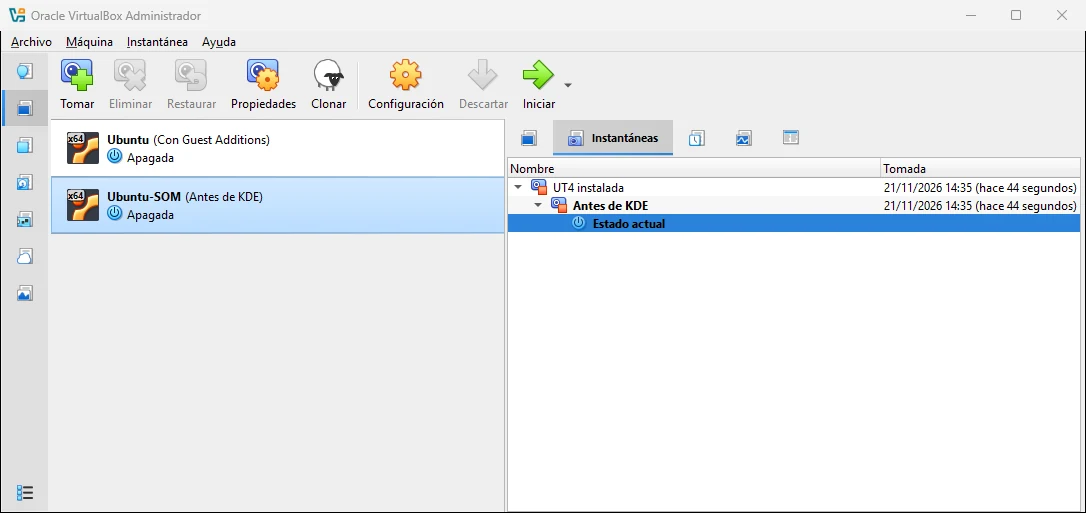 Oracle VirtualBox Administrador
Archivo Máquina Instantánea Ayuda
Tomar Eliminar Restaurar Propiedades Clonar Configuración Descartar Iniciar
x64 Ubuntu (Con Guest Additions)
Apagada
x64 Ubuntu-SOM (Antes de KDE)
Apagada
Instantáneas
Nombre Tomada
UT4 instalada 21/11/2026 14:35 (hace 44 segundos)
Antes de KDE 21/11/2026 14:35 (hace 44 segundos)
Estado actual